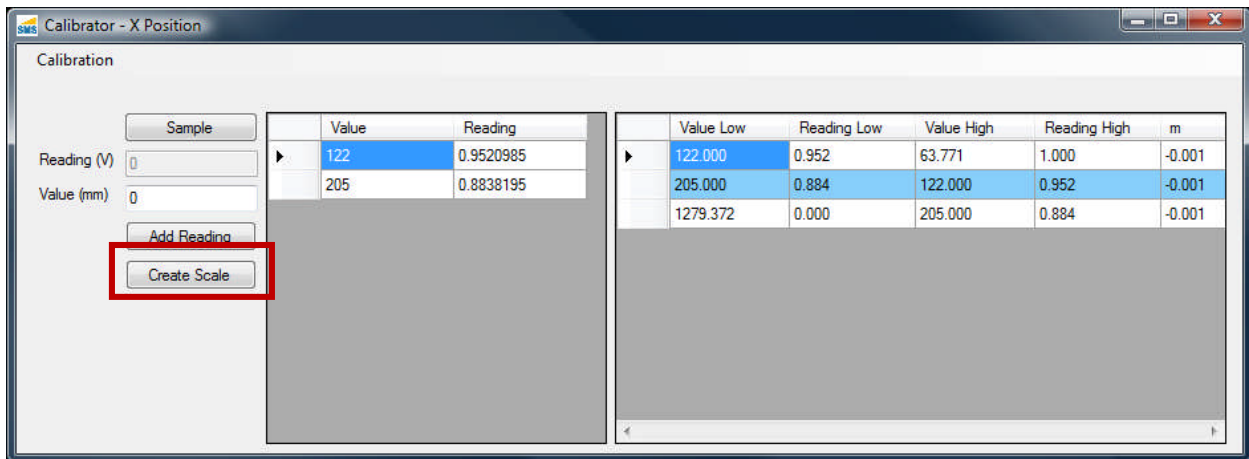 SMS Calibrator - X Position
Calibration
Sample
Reading (V) 0
Value (mm) 0
Add Reading
Create Scale
Value Reading
122 0.9520985
205 0.8838195
Value Low Reading Low Value High Reading High m
122.000 0.952 63.771 1.000 -0.001
205.000 0.884 122.000 0.952 -0.001
1279.372 0.000 205.000 0.884 -0.001